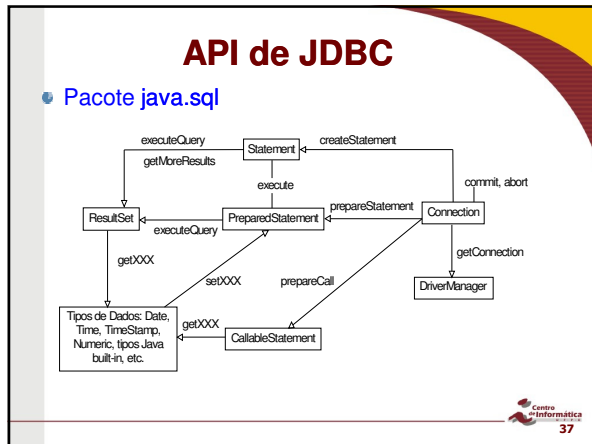 API de JDBC
Pacote java.sql
executeQuery
Statement
createStatement
getMoreResults
execute
commit, abort
ResultSet
PreparedStatement
prepareStatement
Connection
executeQuery
getConnection
getXXX
setXXX
prepareCall
DriverManager
Tipos de Dados: Date,
Time, TimeStamp,
Numeric, tipos Java
built-in, etc.
getXXX
CallableStatement
Centro
de Informática
UFPE
37